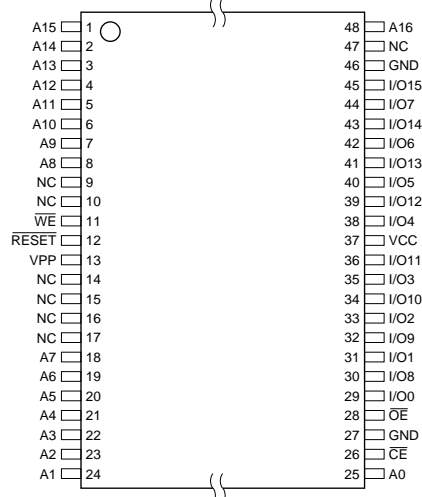 A15 1 48 A16
A14 2 47 NC
A13 3 46 GND
A12 4 45 I/O15
A11 5 44 I/O7
A10 6 43 I/O14
A9 7 42 I/O6
A8 8 41 I/O13
NC 9 40 I/O5
NC 10 39 I/O12
W̅E̅ 11 38 I/O4
R̅E̅S̅E̅T̅ 12 37 VCC
VPP 13 36 I/O11
NC 14 35 I/O3
NC 15 34 I/O10
NC 16 33 I/O2
NC 17 32 I/O9
A7 18 31 I/O1
A6 19 30 I/O8
A5 20 29 I/O0
A4 21 28 O̅E̅
A3 22 27 GND
A2 23 26 C̅E̅
A1 24 25 A0